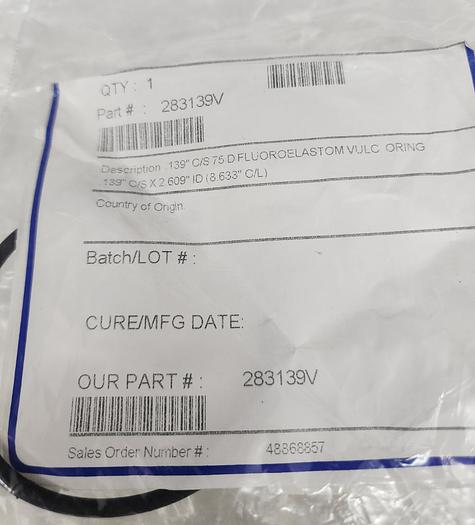 QTY : 1
Part # : 283139V
Description .139" C/S 75 D FLUOROELASTOM VULC ORING
.139" C/S X 2.609" ID (8.633" C/L)
Country of Origin.
Batch/LOT # :
CURE/MFG DATE:
OUR PART # : 283139V
Sales Order Number # : 48868857